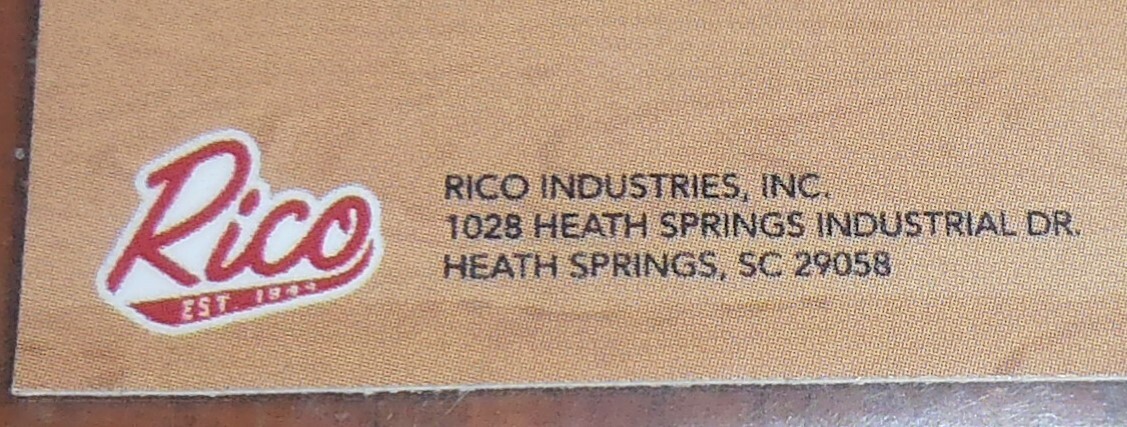 Rico
EST.
RICO INDUSTRIES, INC.
1028 HEATH SPRINGS INDUSTRIAL DR.
HEATH SPRINGS, SC 29058